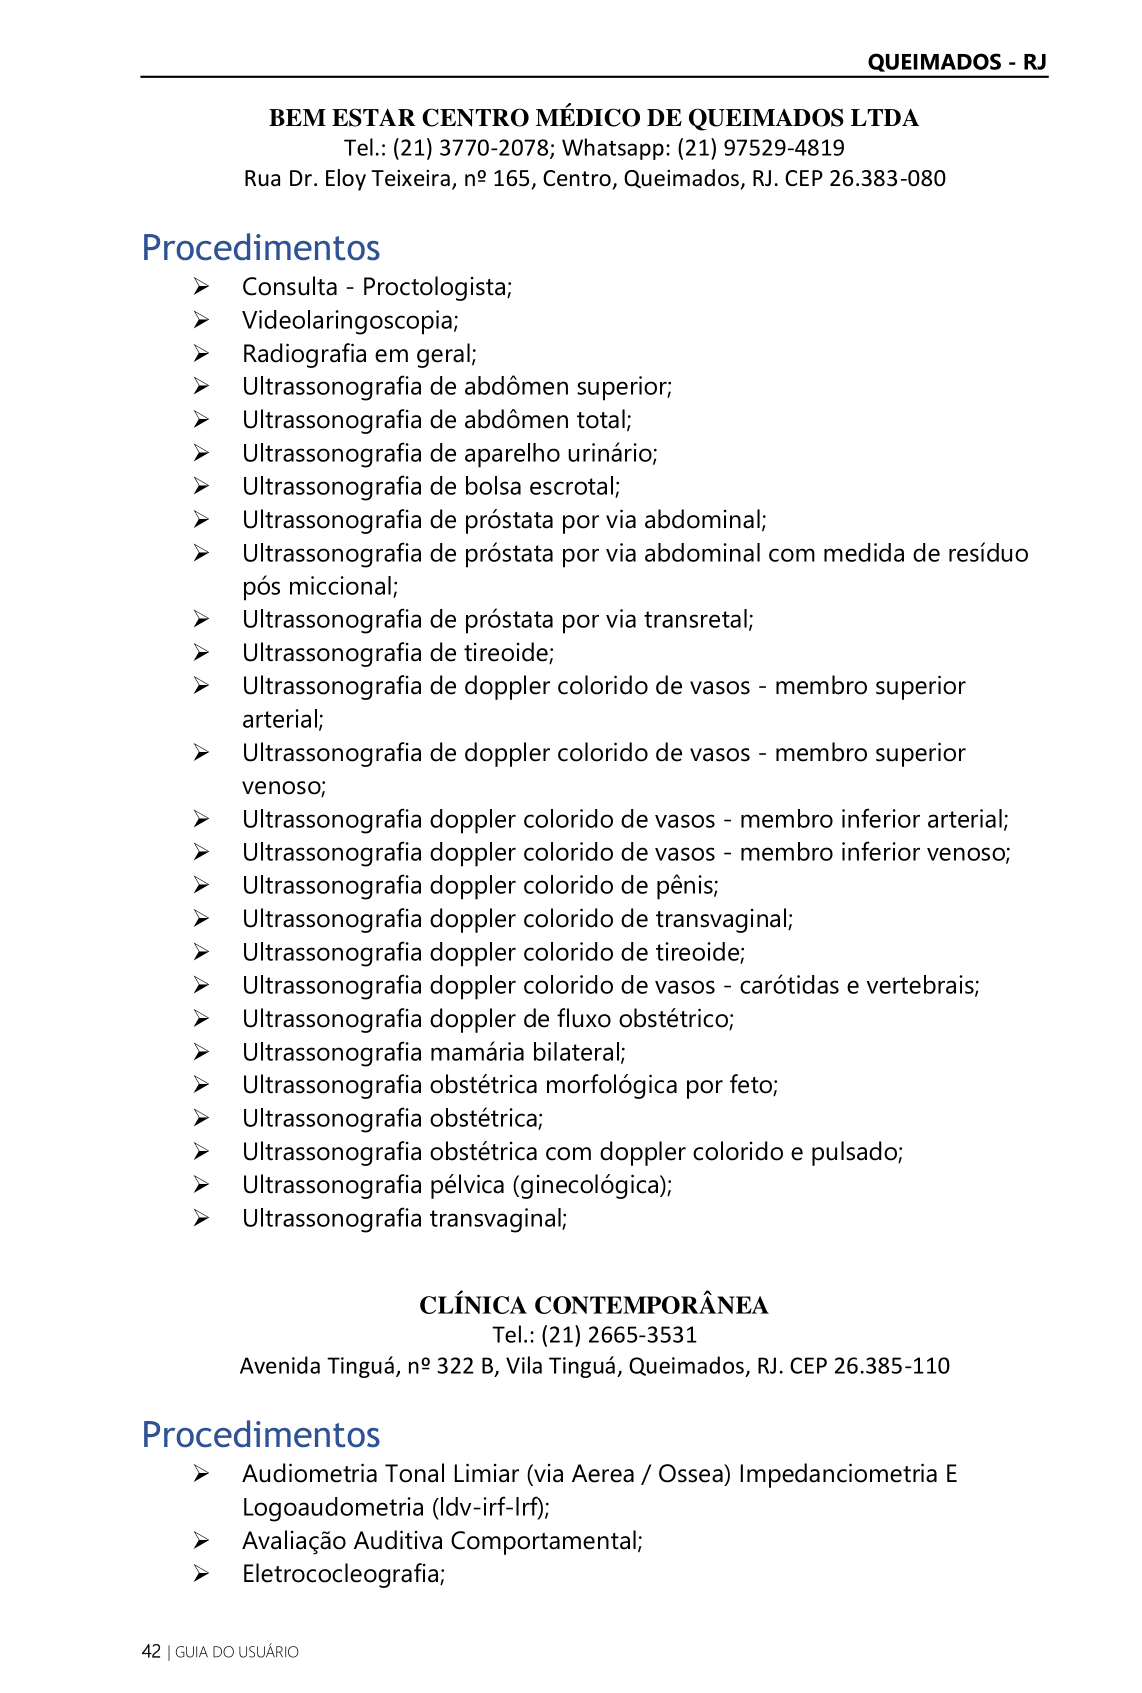 QUEIMADOS - RJ
BEM ESTAR CENTRO MÉDICO DE QUEIMADOS LTDA
Tel.: (21) 3770-2078; Whatsapp: (21) 97529-4819
Rua Dr. Eloy Teixeira, nº 165, Centro, Queimados, RJ. CEP 26.383-080
Procedimentos
➢ Consulta - Proctologista;
➢ Videolaringoscopia;
➢ Radiografia em geral;
➢ Ultrassonografia de abdômen superior;
➢ Ultrassonografia de abdômen total;
➢ Ultrassonografia de aparelho urinário;
➢ Ultrassonografia de bolsa escrotal;
➢ Ultrassonografia de próstata por via abdominal;
➢ Ultrassonografia de próstata por via abdominal com medida de resíduo
pós miccional;
➢ Ultrassonografia de próstata por via transretal;
➢ Ultrassonografia de tireoide;
➢ Ultrassonografia de doppler colorido de vasos - membro superior
arterial;
➢ Ultrassonografia de doppler colorido de vasos - membro superior
venoso;
➢ Ultrassonografia doppler colorido de vasos - membro inferior arterial;
➢ Ultrassonografia doppler colorido de vasos - membro inferior venoso;
➢ Ultrassonografia doppler colorido de pênis;
➢ Ultrassonografia doppler colorido de transvaginal;
➢ Ultrassonografia doppler colorido de tireoide;
➢ Ultrassonografia doppler colorido de vasos - carótidas e vertebrais;
➢ Ultrassonografia doppler de fluxo obstétrico;
➢ Ultrassonografia mamária bilateral;
➢ Ultrassonografia obstétrica morfológica por feto;
➢ Ultrassonografia obstétrica;
➢ Ultrassonografia obstétrica com doppler colorido e pulsado;
➢ Ultrassonografia pélvica (ginecológica);
➢ Ultrassonografia transvaginal;
CLÍNICA CONTEMPORÂNEA
Tel.: (21) 2665-3531
Avenida Tinguá, nº 322 B, Vila Tinguá, Queimados, RJ. CEP 26.385-110
Procedimentos
➢ Audiometria Tonal Limiar (via Aerea / Ossea) Impedanciometria E
Logoaudometria (ldv-irf-lrf);
➢ Avaliação Auditiva Comportamental;
➢ Eletrococleografia;
42 | GUIA DO USUÁRIO